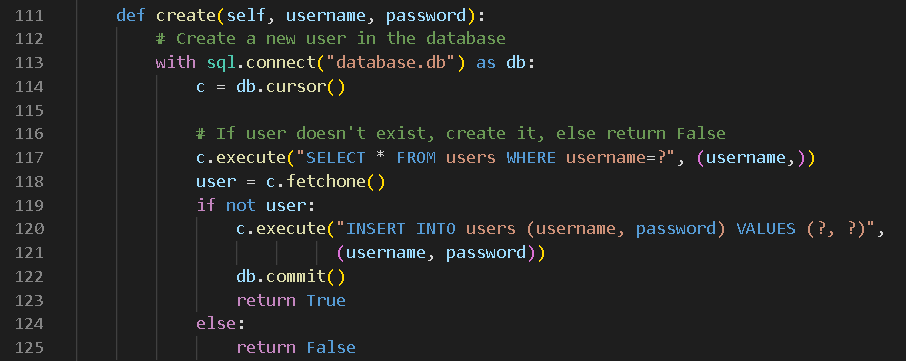 111 def create(self, username, password):
112 # Create a new user in the database
113 with sql.connect("database.db") as db:
114 c = db.cursor()
115
116 # If user doesn't exist, create it, else return False
117 c.execute("SELECT * FROM users WHERE username=?", (username,))
118 user = c.fetchone()
119 if not user:
120 c.execute("INSERT INTO users (username, password) VALUES (?, ?)",
121 (username, password))
122 db.commit()
123 return True
124 else:
125 return False